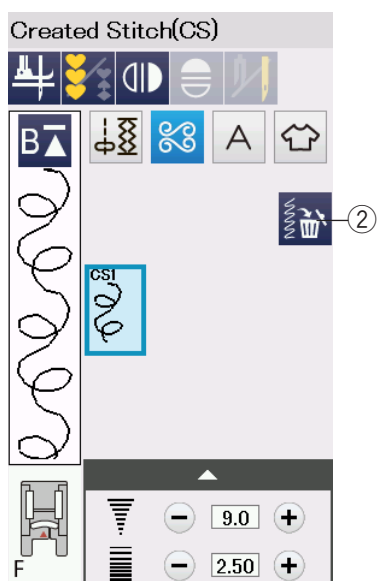 Created Stitch(CS)
B
A
②
CS1
9.0
F
2.50